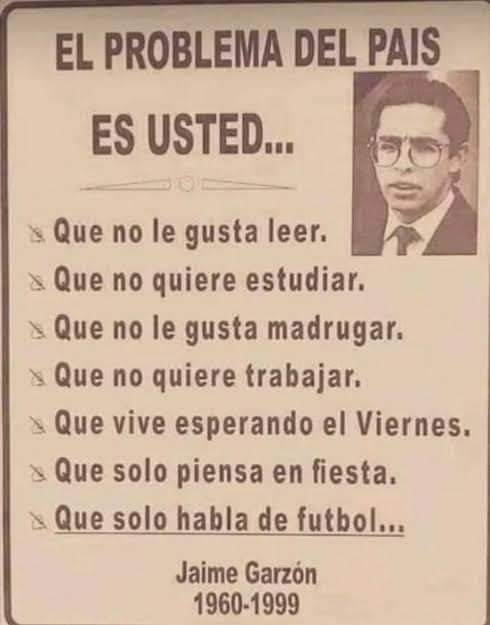 EL PROBLEMA DEL PAIS
ES USTED...
Que no le gusta leer.
Que no quiere estudiar.
Que no le gusta madrugar.
Que no quiere trabajar.
Que vive esperando el Viernes.
Que solo piensa en fiesta.
Que solo habla de futbol...
Jaime Garzón
1960-1999